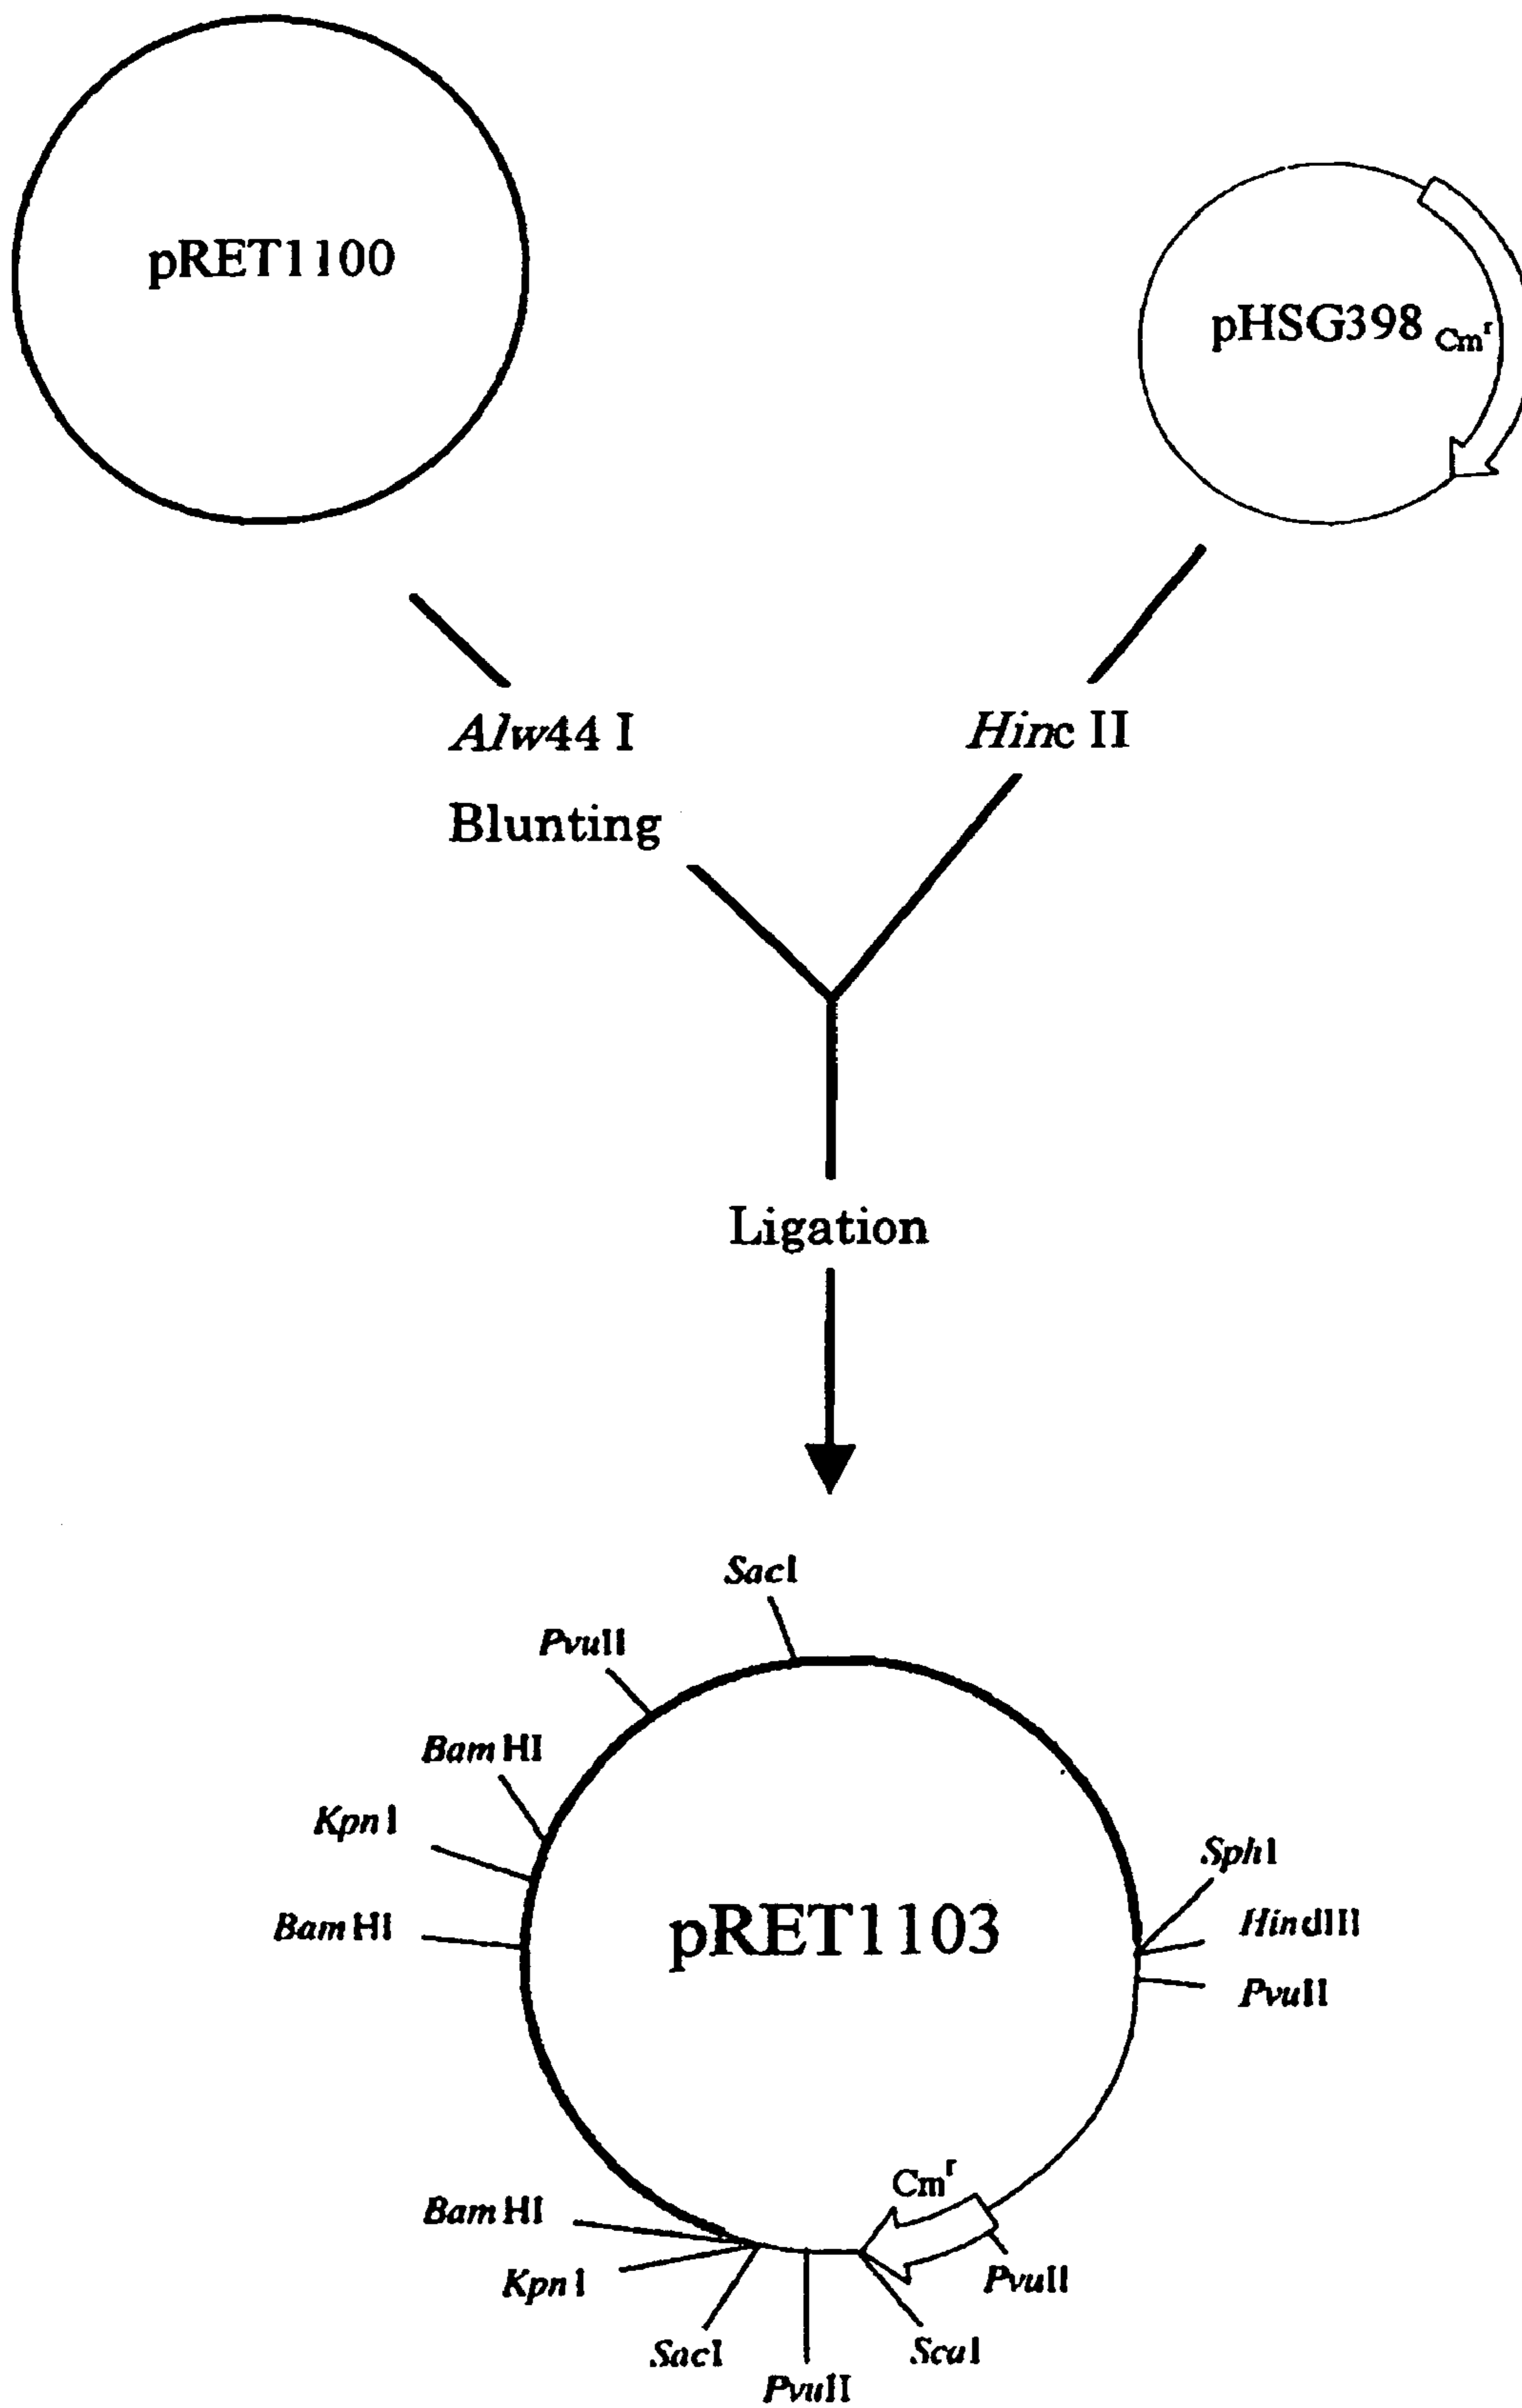 pRET1100
pHSG398 Cmʳ
Alw44 I
Hinc II
Blunting
Ligation
SacI
PvuII
BamHI
KpnI
SphI
BamHI
HindIII
pRET1103
PvuII
Cmʳ
BamHI
KpnI
PvuII
SacI
ScaI
PvuII